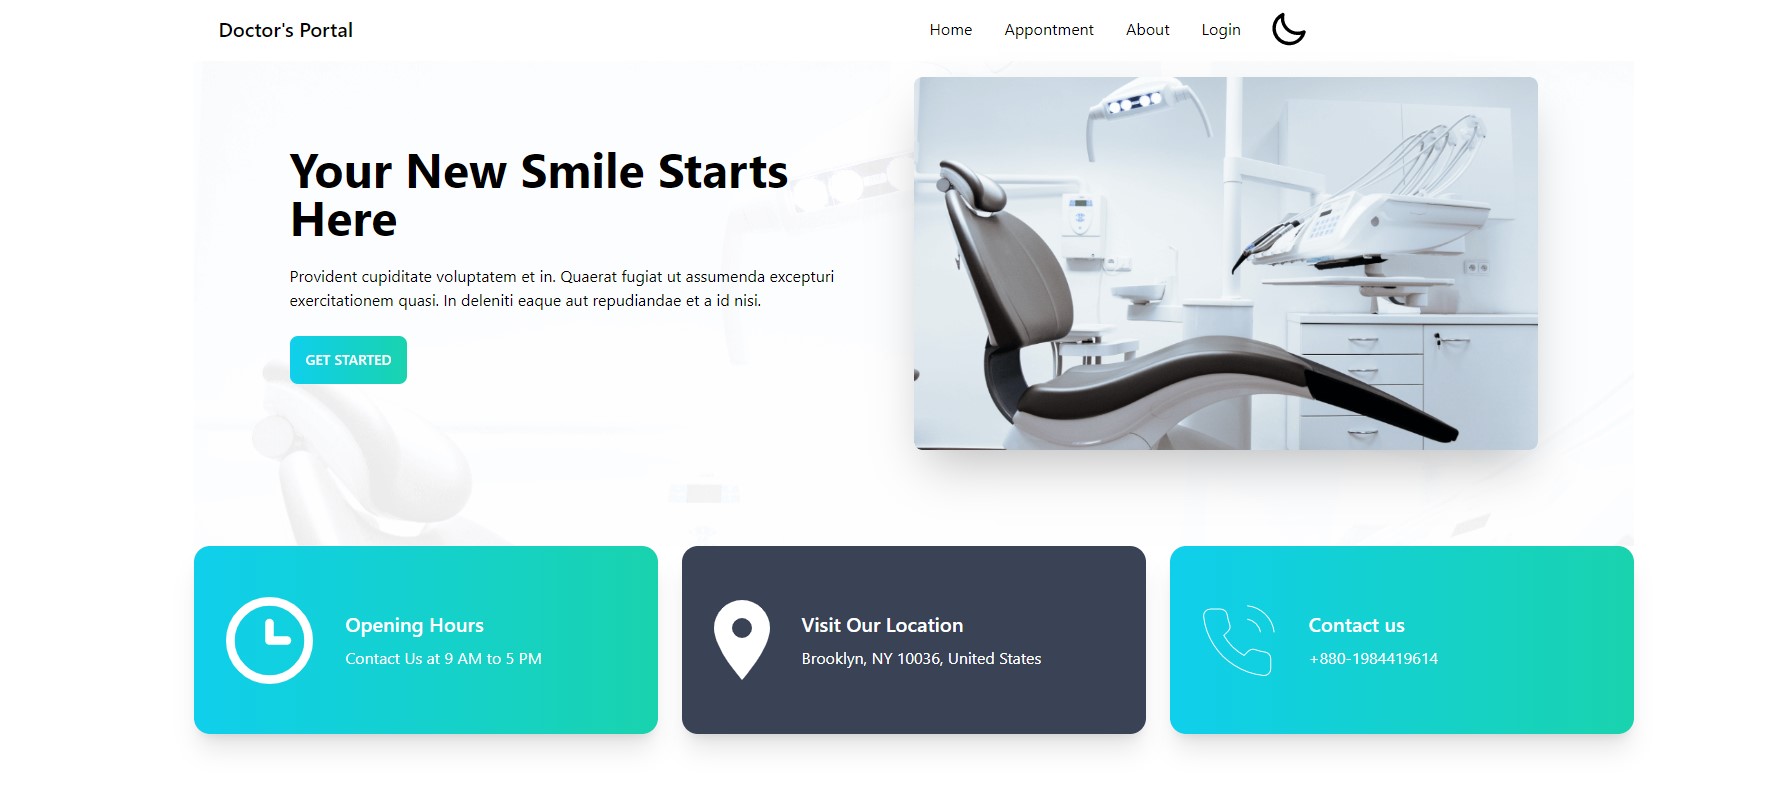 Doctor's Portal
Home Appontment About Login
Your New Smile Starts
Here
Provident cupiditate voluptatem et in. Quaerat fugiat ut assumenda excepturi
exercitationem quasi. In deleniti eaque aut repudiandae et a id nisi.
GET STARTED
Opening Hours
Contact Us at 9 AM to 5 PM
Visit Our Location
Brooklyn, NY 10036, United States
Contact us
+880-1984419614